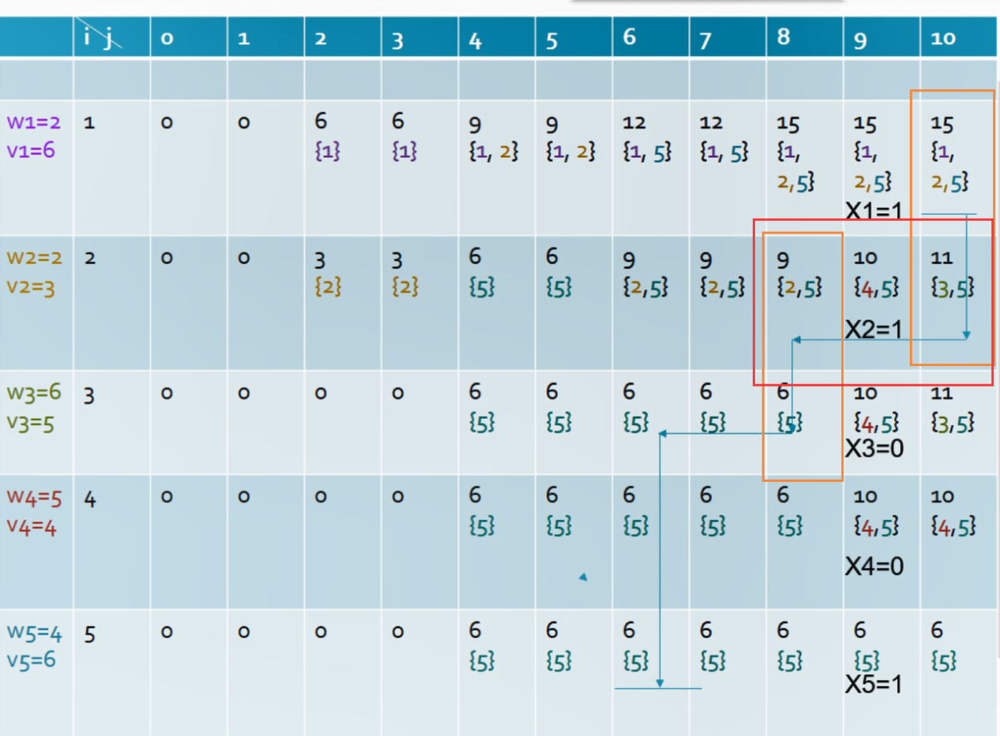 i j 0 1 2 3 4 5 6 7 8 9 10
w1=2 1 0 0 6 6 9 9 12 12 15 15 15
v1=6 {1} {1} {1, 2} {1, 2} {1, 5} {1, 5} {1, {1, {1,
2,5} 2,5} 2,5}
X1=1
w2=2 2 0 0 3 3 6 6 9 9 9 10 11
v2=3 {2} {2} {5} {5} {2,5} {2,5} {2,5} {4,5} {3,5}
X2=1
w3=6 3 0 0 0 0 6 6 6 6 6 10 11
v3=5 {5} {5} {5} {5} {5} {4,5} {3,5}
X3=0
w4=5 4 0 0 0 0 6 6 6 6 6 10 10
v4=4 {5} {5} {5} {5} {5} {4,5} {4,5}
X4=0
w5=4 5 0 0 0 0 6 6 6 6 6 6 6
v5=6 {5} {5} {5} {5} {5} {5} {5}
X5=1